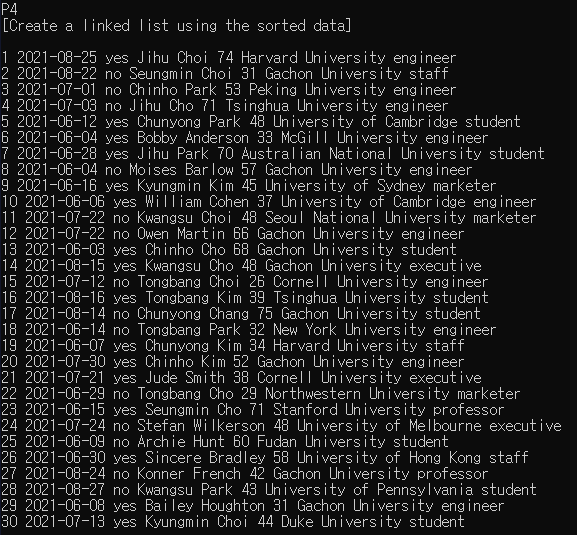 P4
[Create a linked list using the sorted data]
1 2021-08-25 yes Jihu Choi 74 Harvard University engineer
2 2021-08-22 no Seungmin Choi 31 Gachon University staff
3 2021-07-01 no Chinho Park 53 Peking University engineer
4 2021-07-03 no Jihu Cho 71 Tsinghua University engineer
5 2021-06-12 yes Chunyong Park 48 University of Cambridge student
6 2021-06-04 yes Bobby Anderson 33 McGill University engineer
7 2021-06-28 yes Jihu Park 70 Australian National University student
8 2021-06-04 no Moises Barlow 57 Gachon University engineer
9 2021-06-16 yes Kyungmin Kim 45 University of Sydney marketer
10 2021-06-06 yes William Cohen 37 University of Cambridge engineer
11 2021-07-22 no Kwangsu Choi 48 Seoul National University marketer
12 2021-07-22 no Owen Martin 66 Gachon University engineer
13 2021-06-03 yes Chinho Cho 68 Gachon University student
14 2021-08-15 yes Kwangsu Cho 48 Gachon University executive
15 2021-07-12 no Tongbang Choi 26 Cornell University engineer
16 2021-08-16 yes Tongbang Kim 39 Tsinghua University student
17 2021-08-14 no Chunyong Chang 75 Gachon University student
18 2021-06-14 no Tongbang Park 32 New York University engineer
19 2021-06-07 yes Chunyong Kim 34 Harvard University staff
20 2021-07-30 yes Chinho Kim 52 Gachon University engineer
21 2021-07-21 yes Jude Smith 38 Cornell University executive
22 2021-06-29 no Tongbang Cho 29 Northwestern University marketer
23 2021-06-15 yes Seungmin Cho 71 Stanford University professor
24 2021-07-24 no Stefan Wilkerson 48 University of Melbourne executive
25 2021-06-09 no Archie Hunt 60 Fudan University student
26 2021-06-30 yes Sincere Bradley 58 University of Hong Kong staff
27 2021-08-24 no Konner French 42 Gachon University professor
28 2021-08-27 no Kwangsu Park 43 University of Pennsylvania student
29 2021-06-08 yes Bailey Houghton 31 Gachon University engineer
30 2021-07-13 yes Kyungmin Choi 44 Duke University student